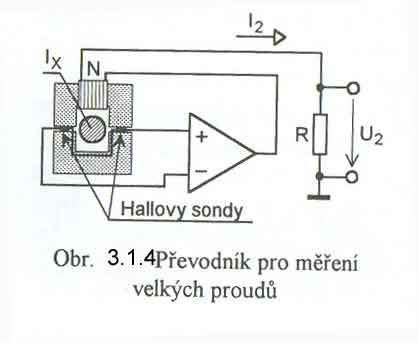 I2
IX
N
+
−
R
U2
Hallovy sondy
Obr. 3.1.4Převodník pro měření
velkých proudů